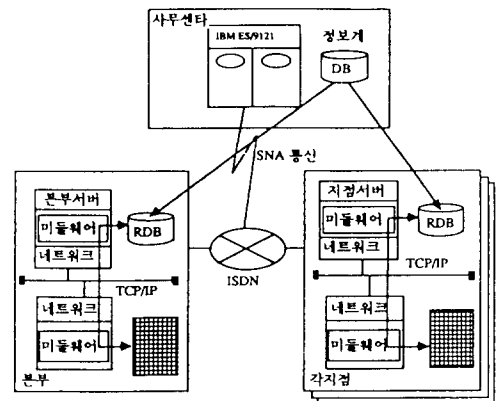 사무센타
IBM ES/9121
정보계
DB
SNA 통신
본부서버
미들웨어
네트워크
RDB
TCP/IP
네트워크
미들웨어
본부
ISDN
지점서버
미들웨어
네트워크
RDB
TCP/IP
네트워크
미들웨어
각지점